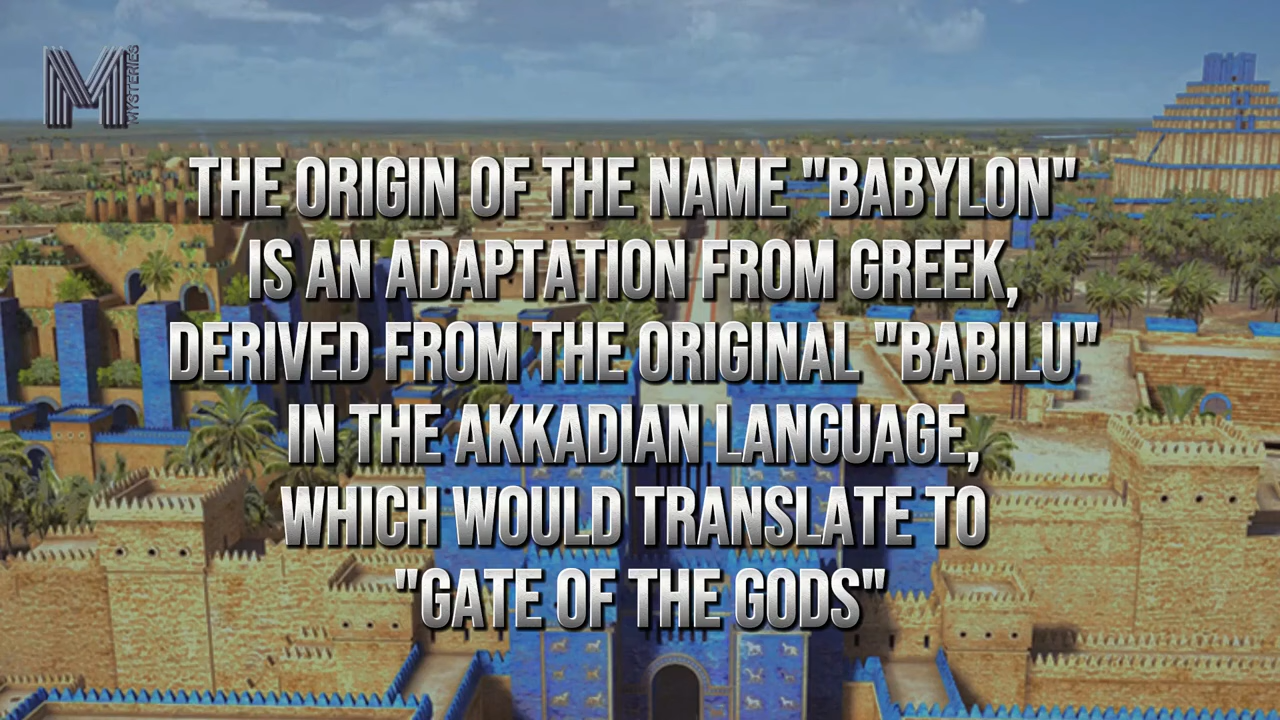 M
MYSTERIES
THE ORIGIN OF THE NAME "BABYLON"
IS AN ADAPTATION FROM GREEK,
DERIVED FROM THE ORIGINAL "BABILU"
IN THE AKKADIAN LANGUAGE,
WHICH WOULD TRANSLATE TO
"GATE OF THE GODS"